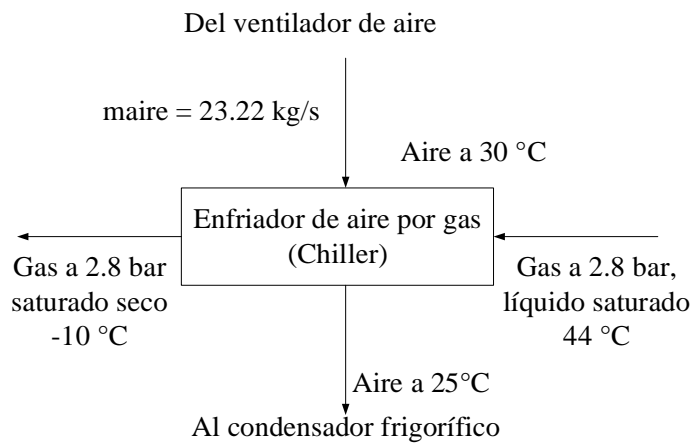 Del ventilador de aire
maire = 23.22 kg/s
Aire a 30 °C
Enfriador de aire por gas
(Chiller)
Gas a 2.8 bar
saturado seco
-10 °C
Gas a 2.8 bar,
líquido saturado
44 °C
Aire a 25°C
Al condensador frigorífico